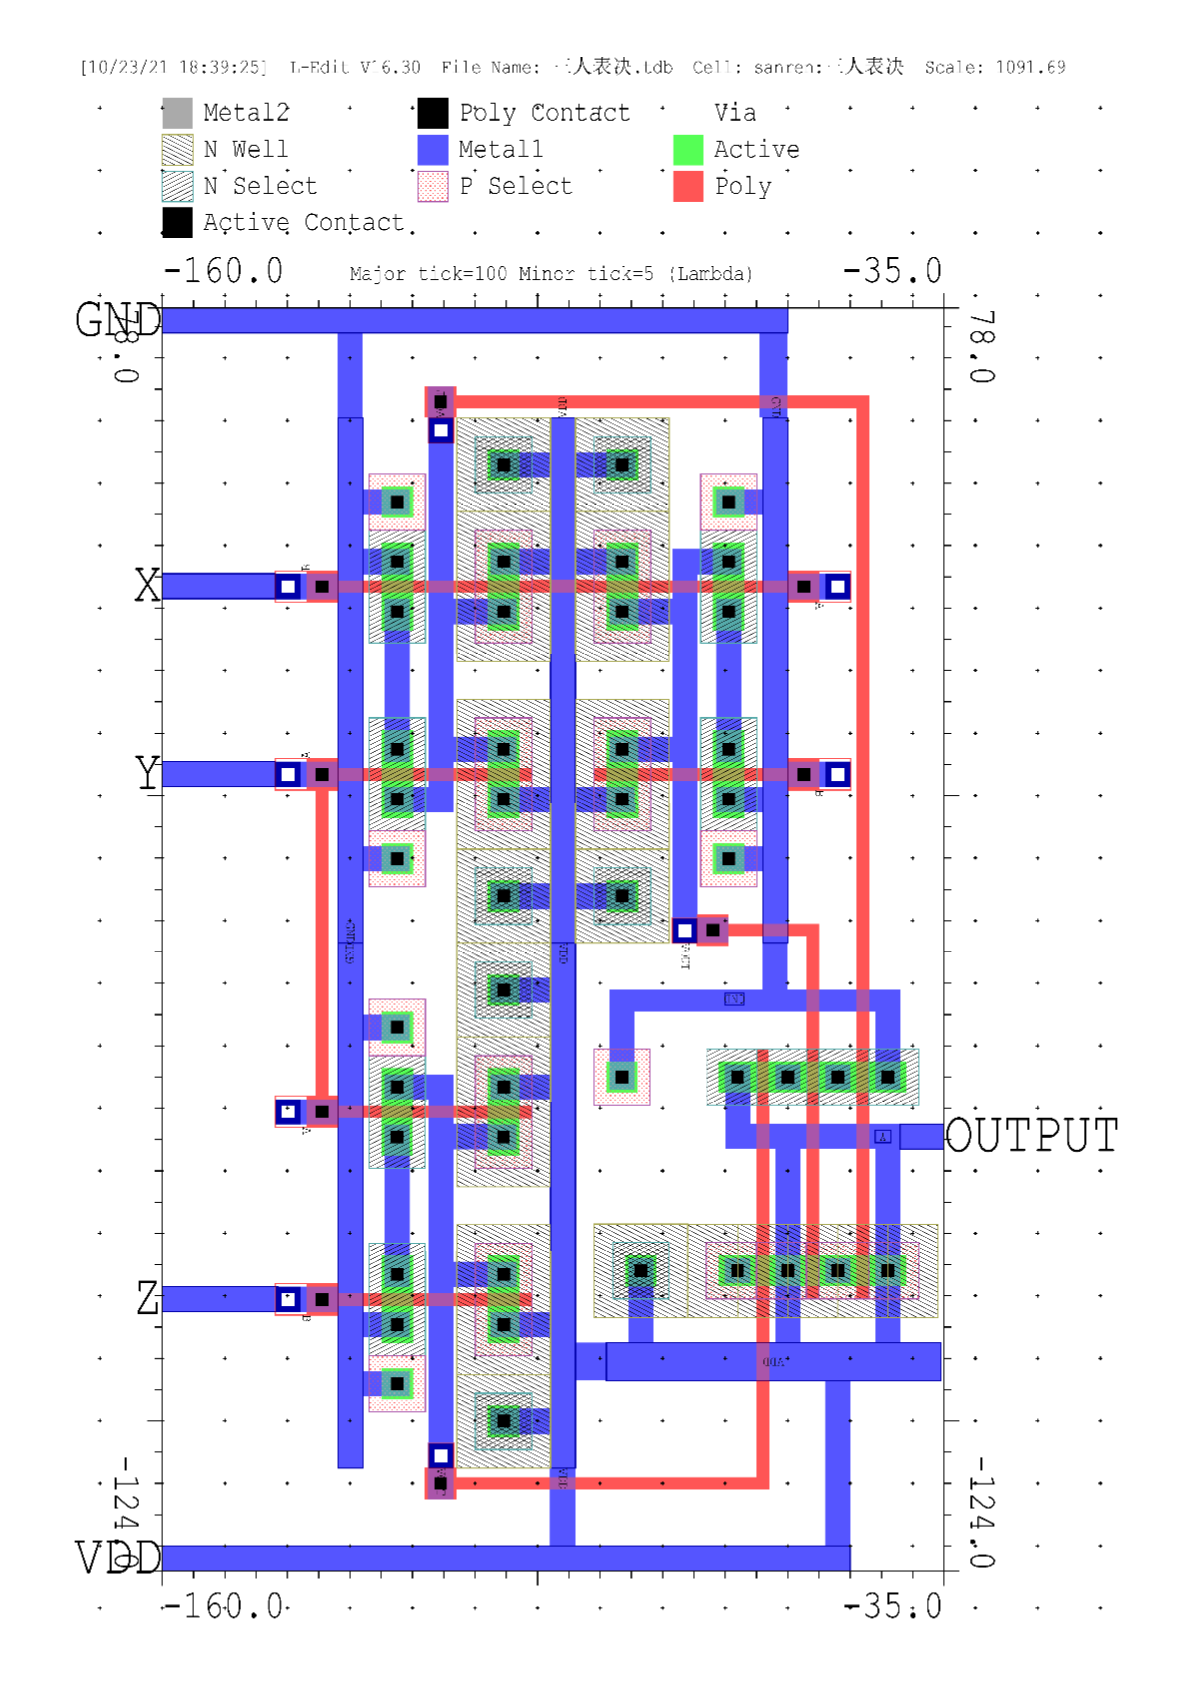 [10/23/21 18:39:25] L-Edit V16.30 File Name: 三人表决.tdb Cell: sanren:三人表决 Scale: 1091.69
Metal2 Poly Contact Via
N Well Metal1 Active
N Select P Select Poly
Active Contact
-160.0 Major tick=100 Minor tick=5 (Lambda) -35.0
GND
78.0
78.0
X
Y
GND
VDD
OUTPUT
Z
VDD
-124.0
-124.0
VDD
-160.0 -35.0